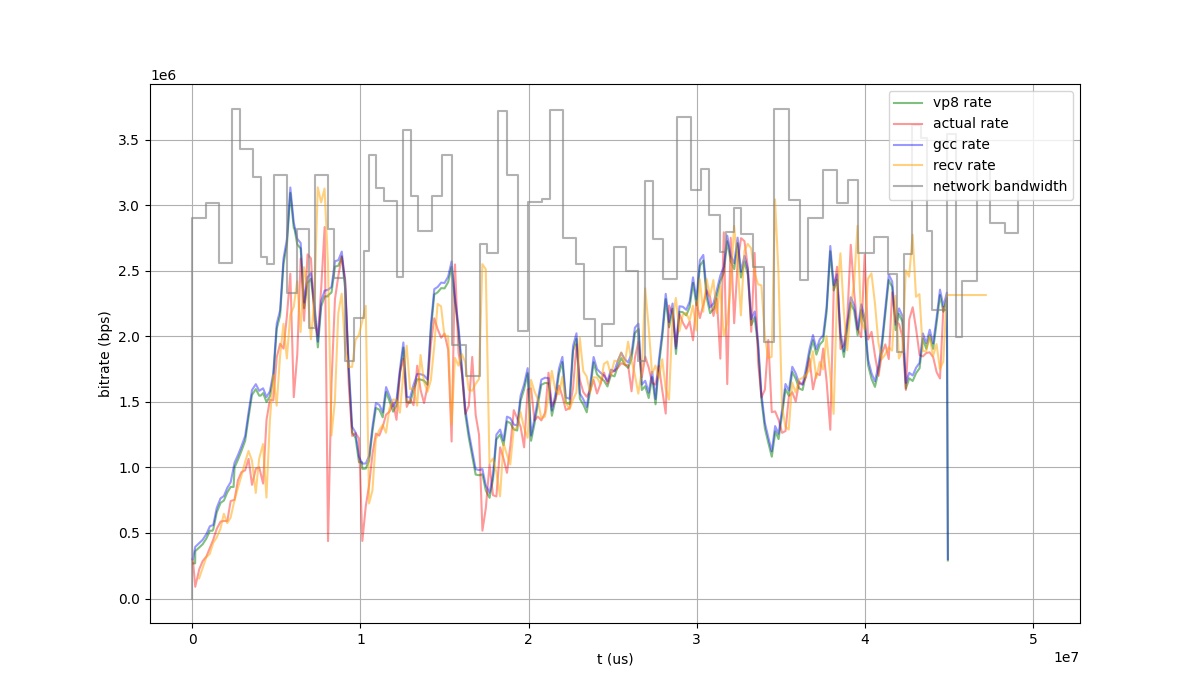 1e6
vp8 rate
actual rate
gcc rate
recv rate
network bandwidth
3.5
3.0
2.5
2.0
1.5
1.0
0.5
0.0
bitrate (bps)
0 1 2 3 4 5
t (us)
1e7